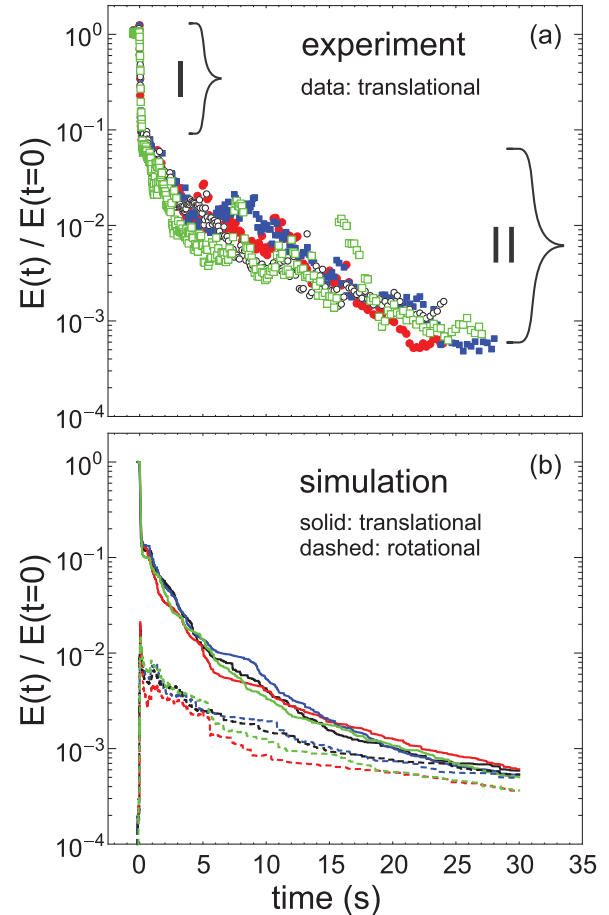 (a)
experiment
data: translational
I
II
E(t) / E(t=0)
10⁰
10⁻¹
10⁻²
10⁻³
10⁻⁴
(b)
simulation
solid: translational
dashed: rotational
E(t) / E(t=0)
10⁰
10⁻¹
10⁻²
10⁻³
10⁻⁴
0 5 10 15 20 25 30 35
time (s)